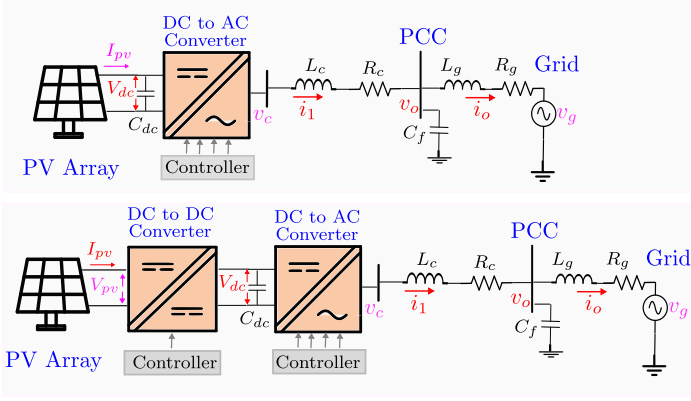 DC to AC
Converter
PCC
I_pv
L_c
R_c
L_g
R_g
Grid
V_dc
v_c
i_1
v_o
i_o
v_g
C_dc
C_f
Controller
PV Array
DC to DC
Converter
DC to AC
Converter
PCC
I_pv
L_c
R_c
L_g
R_g
Grid
V_pv
V_dc
v_c
i_1
v_o
i_o
v_g
C_dc
C_f
PV Array
Controller
Controller